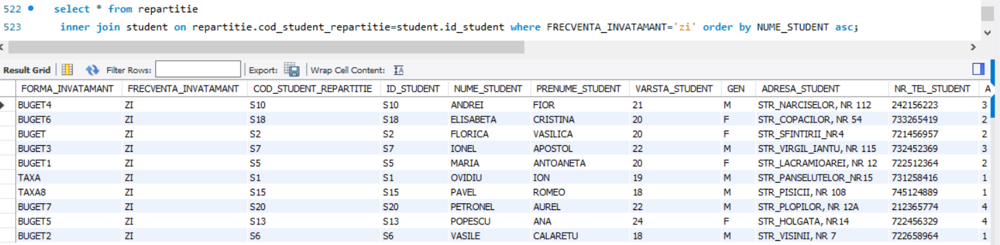 522 select * from repartitie
523 inner join student on repartitie.cod_student_repartitie=student.id_student where FRECVENTA_INVATAMANT='zi' order by NUME_STUDENT asc;
Result Grid Filter Rows: Export: Wrap Cell Content: IA
FORMA_INVATAMANT FRECVENTA_INVATAMANT COD_STUDENT_REPARTITIE ID_STUDENT NUME_STUDENT PRENUME_STUDENT VARSTA_STUDENT GEN ADRESA_STUDENT NR_TEL_STUDENT A
BUGET4 ZI S10 S10 ANDREI FIOR 21 M STR_NARCISELOR, NR 112 242156223 3
BUGET6 ZI S18 S18 ELISABETA CRISTINA 20 F STR_COPACILOR, NR 54 733265419 2
BUGET ZI S2 S2 FLORICA VASILICA 20 F STR_SFINTIRII_NR4 721456957 2
BUGET3 ZI S7 S7 IONEL APOSTOL 22 M STR_VIRGIL_IANTU, NR 115 732452369 3
BUGET1 ZI S5 S5 MARIA ANTOANETA 20 F STR_LACRAMIOAREI, NR 12 722512364 2
TAXA ZI S1 S1 OVIDIU ION 19 M STR_PANSELUTELOR_NR15 731258416 1
TAXA8 ZI S15 S15 PAVEL ROMEO 18 M STR_PISICII, NR 108 745124889 1
BUGET7 ZI S20 S20 PETRONEL AUREL 22 M STR_PLOPILOR, NR 12A 212365774 4
BUGET5 ZI S13 S13 POPESCU ANA 24 F STR_HOLGATA, NR14 722456329 4
BUGET2 ZI S6 S6 VASILE CALARETU 18 M STR_VISINII, NR 7 722658964 1